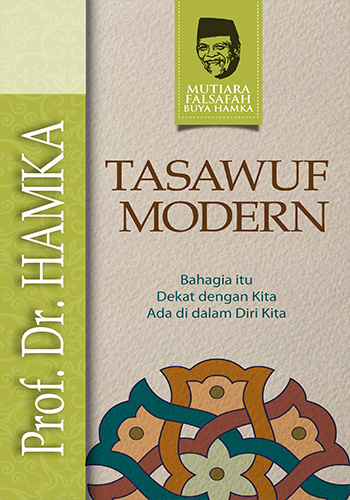 MUTIARA
FALSAFAH
BUYA HAMKA
TASAWUF
MODERN
Bahagia itu
Dekat dengan Kita
Ada di dalam Diri Kita
Prof. Dr. HAMKA